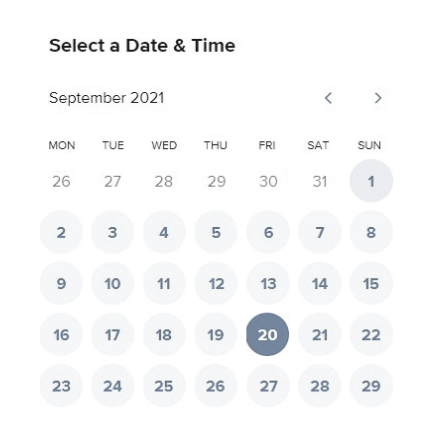 Select a Date & Time
September 2021
MON TUE WED THU FRI SAT SUN
26 27 28 29 30 31 1
2 3 4 5 6 7 8
9 10 11 12 13 14 15
16 17 18 19 20 21 22
23 24 25 26 27 28 29